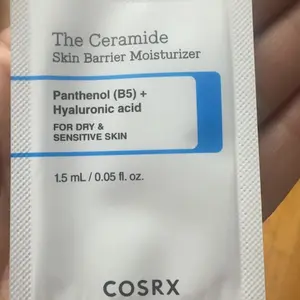 The Ceramide
Skin Barrier Moisturizer
Panthenol (B5) +
Hyaluronic acid
FOR DRY &
SENSITIVE SKIN
1.5 mL / 0.05 fl. oz.
COSRX